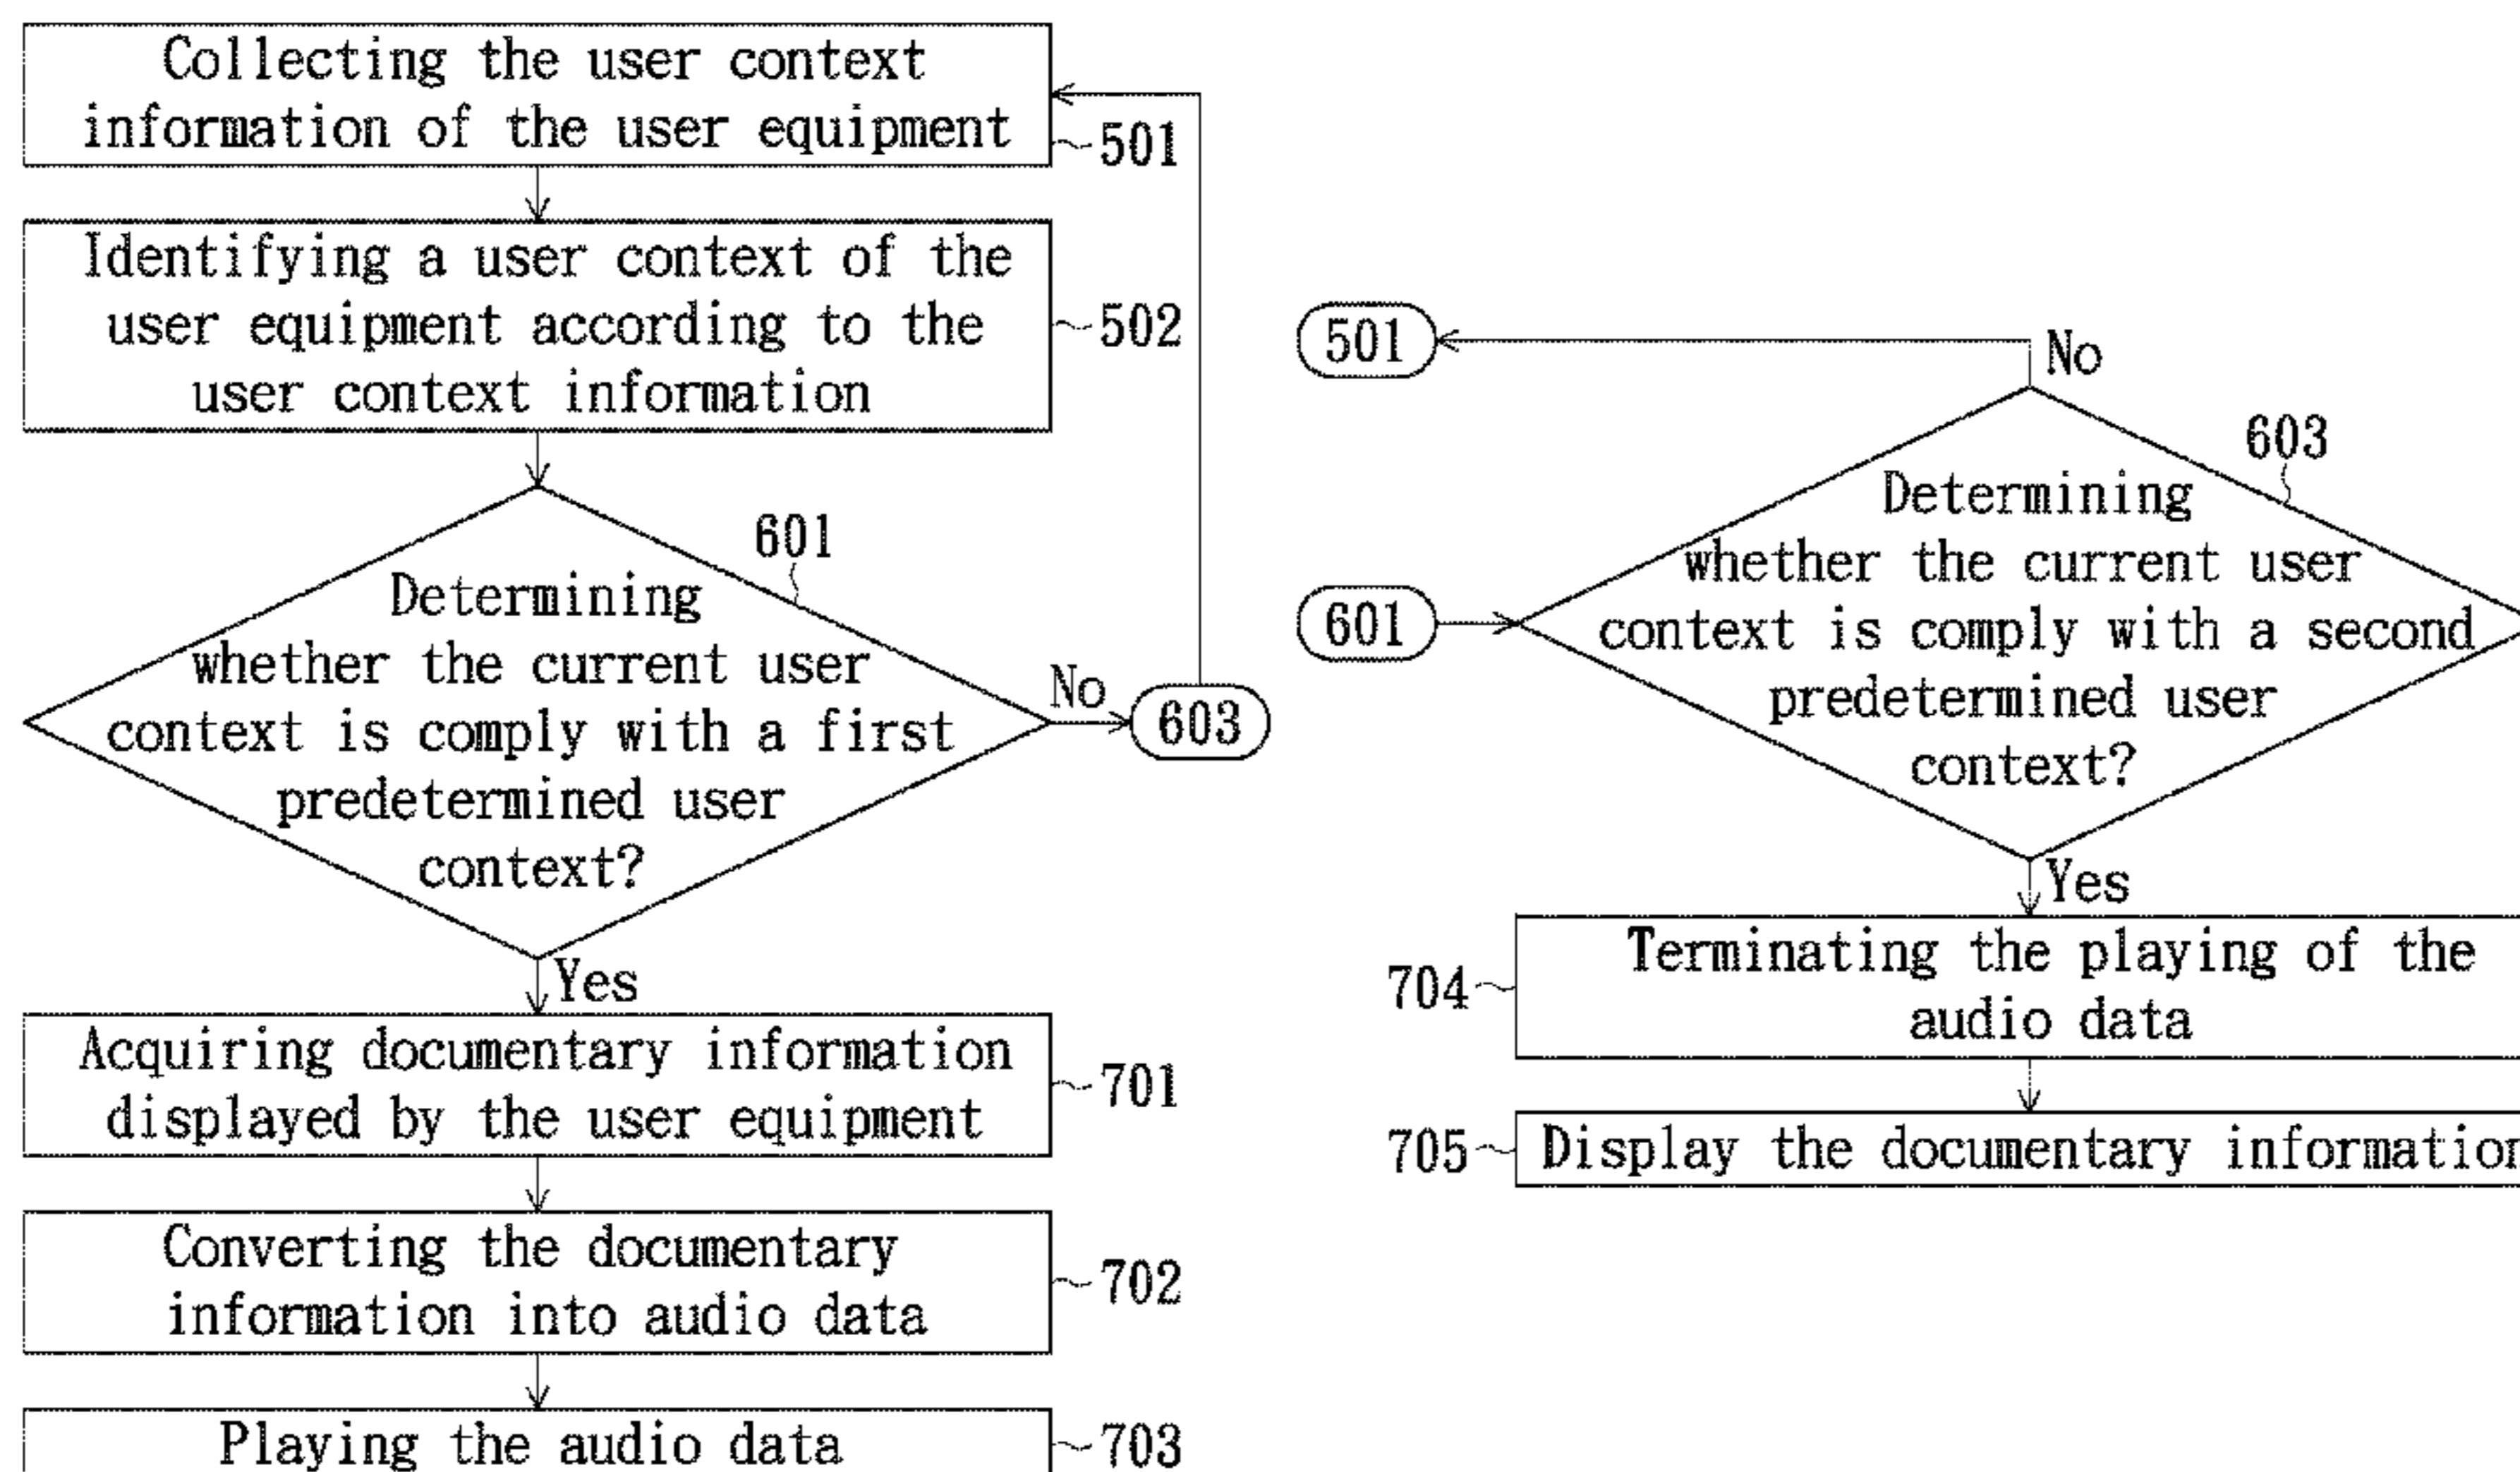 Collecting the user context
information of the user equipment
501
Identifying a user context of the
user equipment according to the
user context information
502
601
Determining
whether the current user
context is comply with a first
predetermined user
context?
No
603
Yes
Acquiring documentary information
displayed by the user equipment
701
Converting the documentary
information into audio data
702
Playing the audio data
703
501
No
603
601
Determining
whether the current user
context is comply with a second
predetermined user
context?
Yes
Terminating the playing of the
audio data
704
705
Display the documentary information